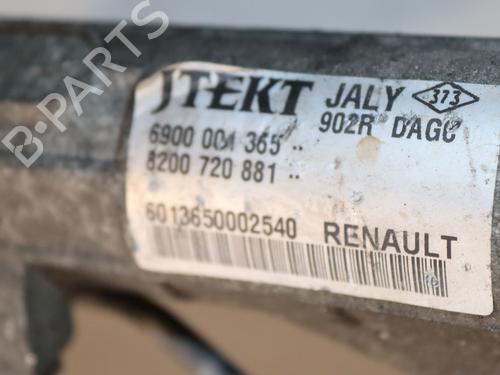 B-PARTS
JTEKT JALY 373
902R DAGC
6900 001 365 ..
8200 720 881 ..
6013650002540 RENAULT